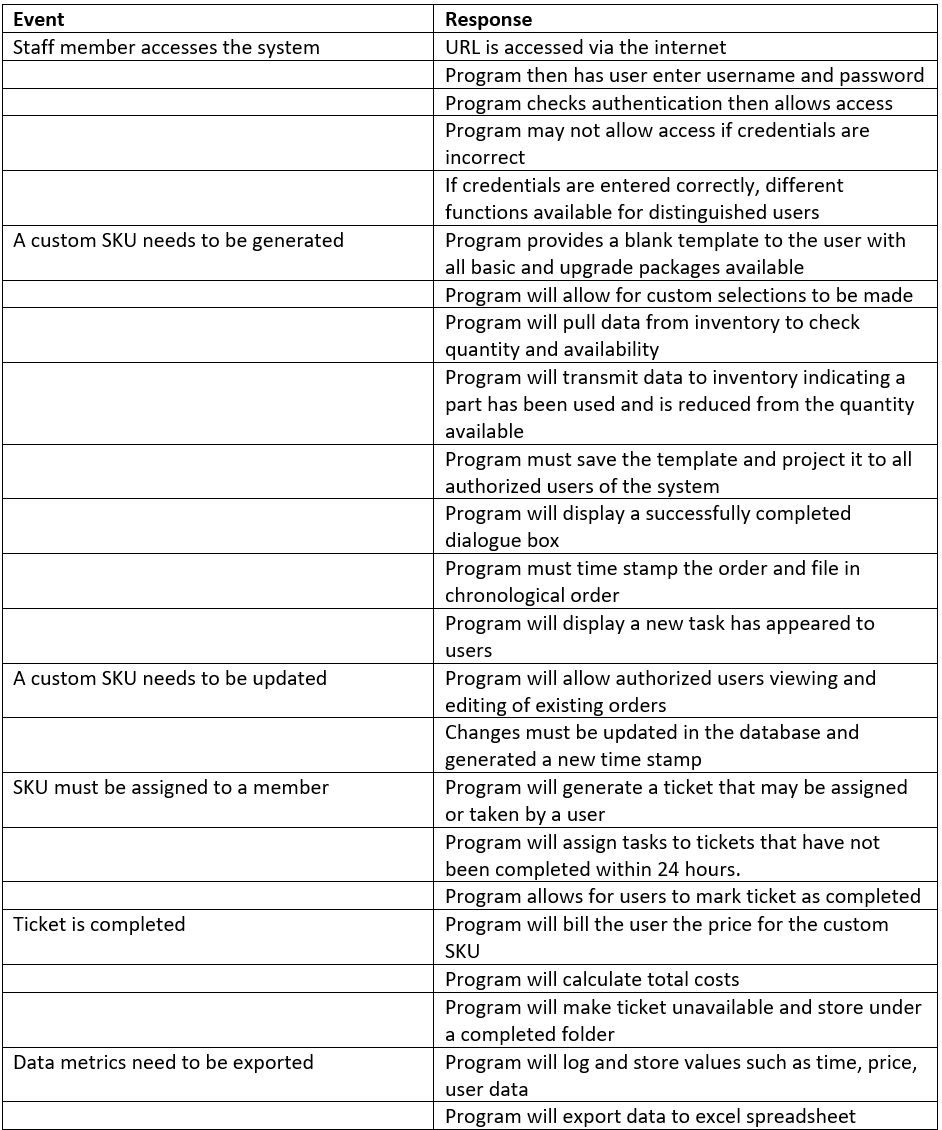 Event Response
Staff member accesses the system URL is accessed via the internet
Program then has user enter username and password
Program checks authentication then allows access
Program may not allow access if credentials are
incorrect
If credentials are entered correctly, different
functions available for distinguished users
A custom SKU needs to be generated Program provides a blank template to the user with
all basic and upgrade packages available
Program will allow for custom selections to be made
Program will pull data from inventory to check
quantity and availability
Program will transmit data to inventory indicating a
part has been used and is reduced from the quantity
available
Program must save the template and project it to all
authorized users of the system
Program will display a successfully completed
dialogue box
Program must time stamp the order and file in
chronological order
Program will display a new task has appeared to
users
A custom SKU needs to be updated Program will allow authorized users viewing and
editing of existing orders
Changes must be updated in the database and
generated a new time stamp
SKU must be assigned to a member Program will generate a ticket that may be assigned
or taken by a user
Program will assign tasks to tickets that have not
been completed within 24 hours.
Program allows for users to mark ticket as completed
Ticket is completed Program will bill the user the price for the custom
SKU
Program will calculate total costs
Program will make ticket unavailable and store under
a completed folder
Data metrics need to be exported Program will log and store values such as time, price,
user data
Program will export data to excel spreadsheet